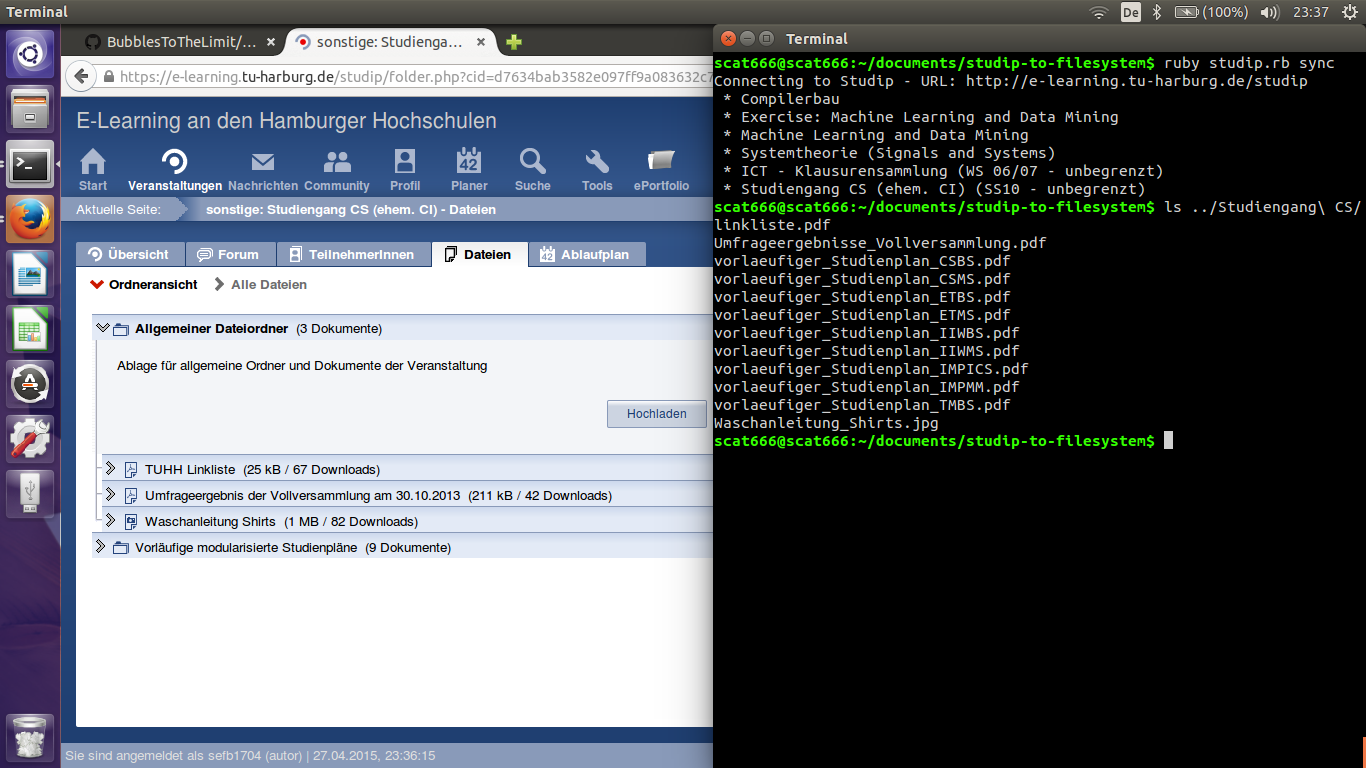 Terminal
De
(100%)
23:37
BubblesToTheLimit/...
sonstige: Studienga...
https://e-learning.tu-harburg.de/studip/folder.php?cid=d7634bab3582e097ff9a083632c7
E-Learning an den Hamburger Hochschulen
42
Start Veranstaltungen Nachrichten Community Profil Planer Suche Tools ePortfolio
Aktuelle Seite: sonstige: Studiengang CS (ehem. CI) - Dateien
Übersicht Forum TeilnehmerInnen Dateien 42 Ablaufplan
Ordneransicht Alle Dateien
Allgemeiner Dateiordner (3 Dokumente)
Ablage für allgemeine Ordner und Dokumente der Veranstaltung
Hochladen
TUHH Linkliste (25 kB / 67 Downloads)
Umfrageergebnis der Vollversammlung am 30.10.2013 (211 kB / 42 Downloads)
Waschanleitung Shirts (1 MB / 82 Downloads)
Vorläufige modularisierte Studienpläne (9 Dokumente)
Sie sind angemeldet als sefb1704 (autor) | 27.04.2015, 23:36:15
Terminal
scat666@scat666:~/documents/studip-to-filesystem$ ruby studip.rb sync
Connecting to Studip - URL: http://e-learning.tu-harburg.de/studip
* Compilerbau
* Exercise: Machine Learning and Data Mining
* Machine Learning and Data Mining
* Systemtheorie (Signals and Systems)
* ICT - Klausurensammlung (WS 06/07 - unbegrenzt)
* Studiengang CS (ehem. CI) (SS10 - unbegrenzt)
scat666@scat666:~/documents/studip-to-filesystem$ ls ../Studiengang\ CS/
linkliste.pdf
Umfrageergebnisse_Vollversammlung.pdf
vorlaeufiger_Studienplan_CSBS.pdf
vorlaeufiger_Studienplan_CSMS.pdf
vorlaeufiger_Studienplan_ETBS.pdf
vorlaeufiger_Studienplan_ETMS.pdf
vorlaeufiger_Studienplan_IIWBS.pdf
vorlaeufiger_Studienplan_IIWMS.pdf
vorlaeufiger_Studienplan_IMPICS.pdf
vorlaeufiger_Studienplan_IMPMM.pdf
vorlaeufiger_Studienplan_TMBS.pdf
Waschanleitung_Shirts.jpg
scat666@scat666:~/documents/studip-to-filesystem$